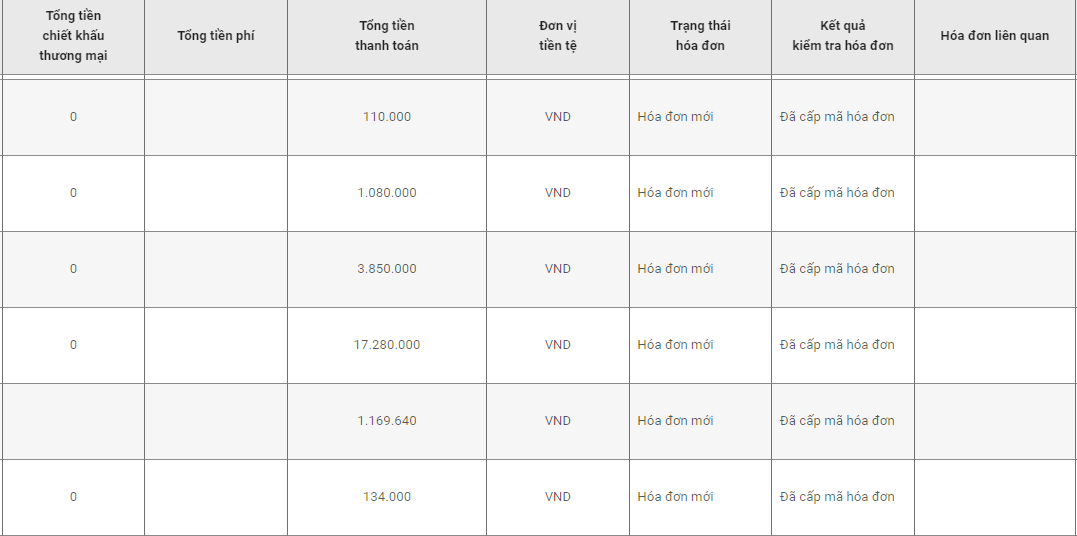 Tổng tiền
chiết khấu
thương mại
Tổng tiền phí
Tổng tiền
thanh toán
Đơn vị
tiền tệ
Trạng thái
hóa đơn
Kết quả
kiểm tra hóa đơn
Hóa đơn liên quan
0 110.000 VND Hóa đơn mới Đã cấp mã hóa đơn
0 1.080.000 VND Hóa đơn mới Đã cấp mã hóa đơn
0 3.850.000 VND Hóa đơn mới Đã cấp mã hóa đơn
0 17.280.000 VND Hóa đơn mới Đã cấp mã hóa đơn
1.169.640 VND Hóa đơn mới Đã cấp mã hóa đơn
0 134.000 VND Hóa đơn mới Đã cấp mã hóa đơn